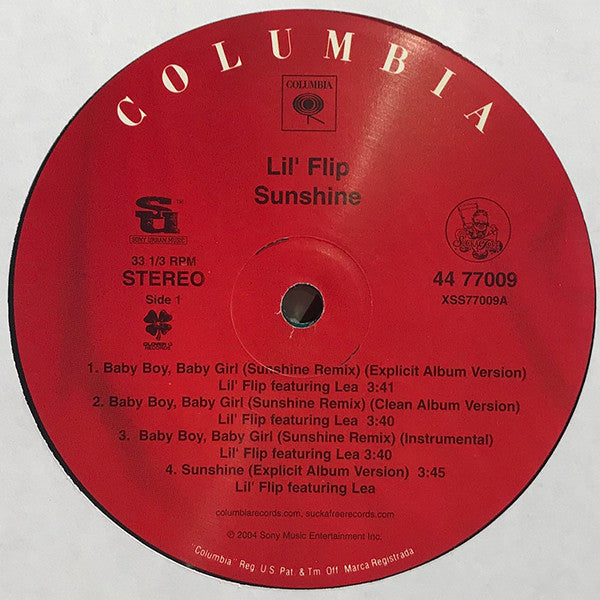 COLUMBIA
COLUMBIA
Lil' Flip
Sunshine
SU™
SONY URBAN MUSIC
33 1/3 RPM
STEREO
Side 1
44 77009
XSS77009A
CLOVER G
RECORDS
1. Baby Boy, Baby Girl (Sunshine Remix) (Explicit Album Version)
Lil' Flip featuring Lea 3:41
2. Baby Boy, Baby Girl (Sunshine Remix) (Clean Album Version)
Lil' Flip featuring Lea 3:40
3. Baby Boy, Baby Girl (Sunshine Remix) (Instrumental)
Lil' Flip featuring Lea 3:40
4. Sunshine (Explicit Album Version) 3:45
Lil' Flip featuring Lea
columbiarecords.com, suckafreerecords.com
© 2004 Sony Music Entertainment Inc.
"Columbia" Reg. U.S. Pat. & Tm. Off. Marca Registrada